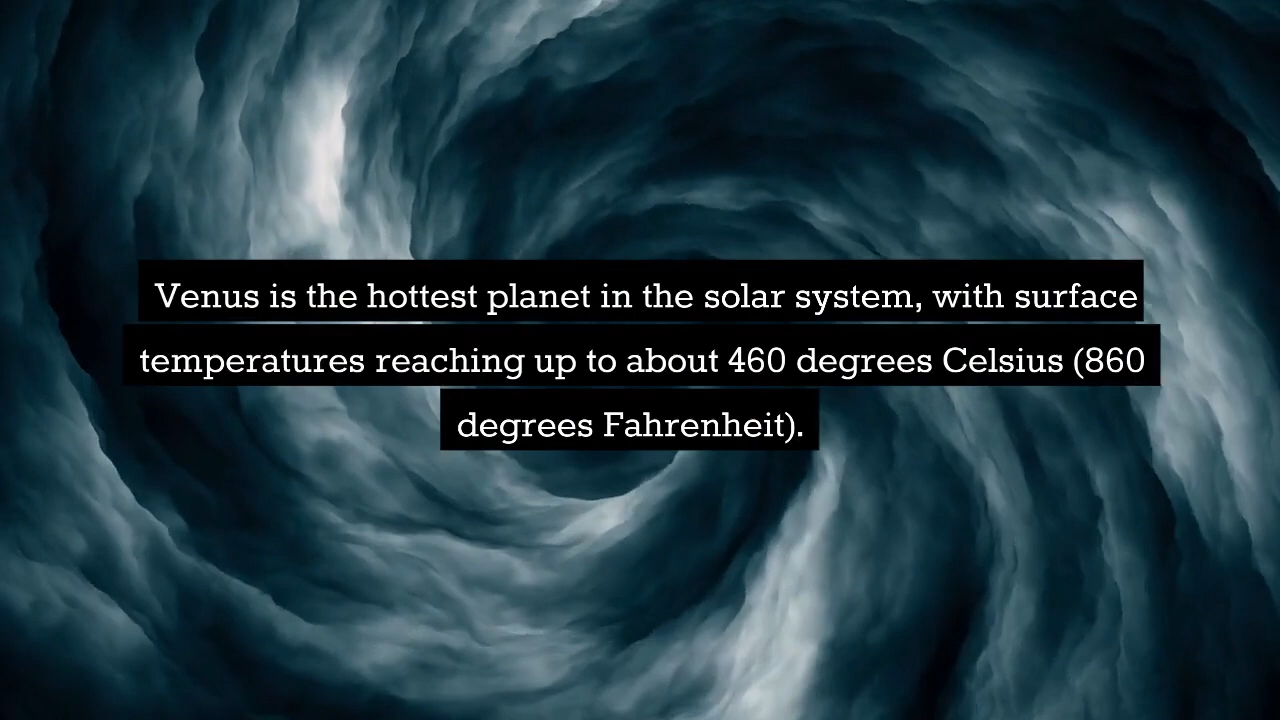 Venus is the hottest planet in the solar system, with surface
temperatures reaching up to about 460 degrees Celsius (860
degrees Fahrenheit).